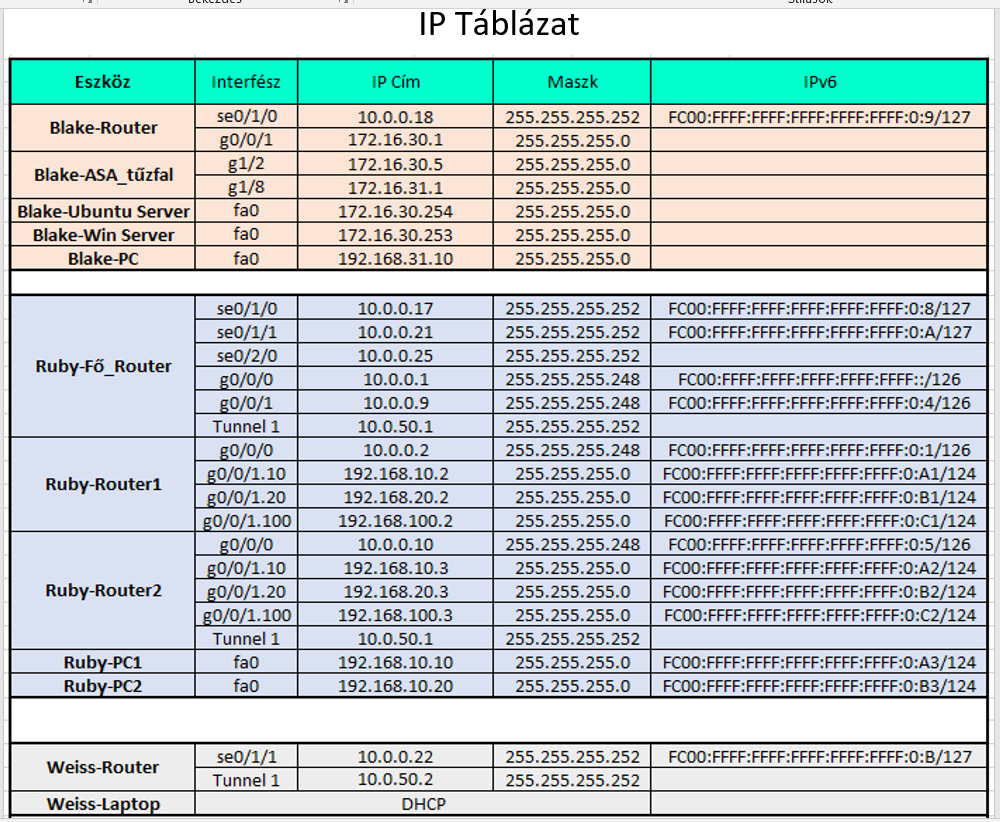 Bekezdés
Stílusok
IP Táblázat
Eszköz Interfész IP Cím Maszk IPv6
Blake-Router se0/1/0 10.0.0.18 255.255.255.252 FC00:FFFF:FFFF:FFFF:FFFF:FFFF:0:9/127
g0/0/1 172.16.30.1 255.255.255.0
Blake-ASA_tűzfal g1/2 172.16.30.5 255.255.255.0
g1/8 172.16.31.1 255.255.255.0
Blake-Ubuntu Server fa0 172.16.30.254 255.255.255.0
Blake-Win Server fa0 172.16.30.253 255.255.255.0
Blake-PC fa0 192.168.31.10 255.255.255.0
Ruby-Fő_Router se0/1/0 10.0.0.17 255.255.255.252 FC00:FFFF:FFFF:FFFF:FFFF:FFFF:0:8/127
se0/1/1 10.0.0.21 255.255.255.252 FC00:FFFF:FFFF:FFFF:FFFF:FFFF:0:A/127
se0/2/0 10.0.0.25 255.255.255.252
g0/0/0 10.0.0.1 255.255.255.248 FC00:FFFF:FFFF:FFFF:FFFF:FFFF::/126
g0/0/1 10.0.0.9 255.255.255.248 FC00:FFFF:FFFF:FFFF:FFFF:FFFF:0:4/126
Tunnel 1 10.0.50.1 255.255.255.252
Ruby-Router1 g0/0/0 10.0.0.2 255.255.255.248 FC00:FFFF:FFFF:FFFF:FFFF:FFFF:0:1/126
g0/0/1.10 192.168.10.2 255.255.255.0 FC00:FFFF:FFFF:FFFF:FFFF:FFFF:0:A1/124
g0/0/1.20 192.168.20.2 255.255.255.0 FC00:FFFF:FFFF:FFFF:FFFF:FFFF:0:B1/124
g0/0/1.100 192.168.100.2 255.255.255.0 FC00:FFFF:FFFF:FFFF:FFFF:FFFF:0:C1/124
Ruby-Router2 g0/0/0 10.0.0.10 255.255.255.248 FC00:FFFF:FFFF:FFFF:FFFF:FFFF:0:5/126
g0/0/1.10 192.168.10.3 255.255.255.0 FC00:FFFF:FFFF:FFFF:FFFF:FFFF:0:A2/124
g0/0/1.20 192.168.20.3 255.255.255.0 FC00:FFFF:FFFF:FFFF:FFFF:FFFF:0:B2/124
g0/0/1.100 192.168.100.3 255.255.255.0 FC00:FFFF:FFFF:FFFF:FFFF:FFFF:0:C2/124
Tunnel 1 10.0.50.1 255.255.255.252
Ruby-PC1 fa0 192.168.10.10 255.255.255.0 FC00:FFFF:FFFF:FFFF:FFFF:FFFF:0:A3/124
Ruby-PC2 fa0 192.168.10.20 255.255.255.0 FC00:FFFF:FFFF:FFFF:FFFF:FFFF:0:B3/124
Weiss-Router se0/1/1 10.0.0.22 255.255.255.252 FC00:FFFF:FFFF:FFFF:FFFF:FFFF:0:B/127
Tunnel 1 10.0.50.2 255.255.255.252
Weiss-Laptop DHCP